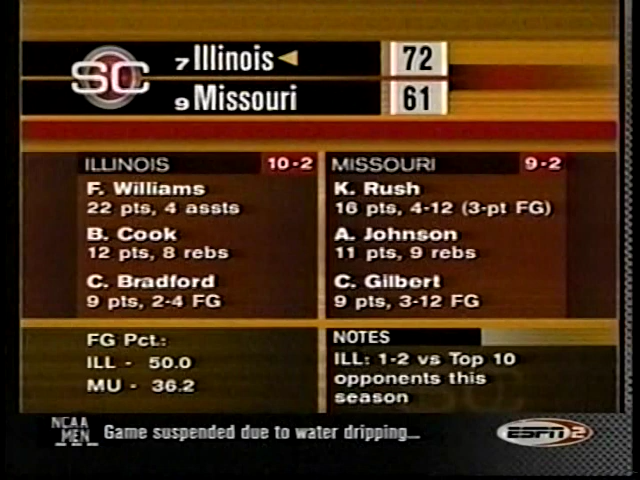 SC
7 Illinois 72
9 Missouri 61
ILLINOIS 10-2
F. Williams
22 pts, 4 assts
B. Cook
12 pts, 8 rebs
C. Bradford
9 pts, 2-4 FG
MISSOURI 9-2
K. Rush
16 pts, 4-12 (3-pt FG)
A. Johnson
11 pts, 9 rebs
C. Gilbert
9 pts, 3-12 FG
FG Pct.:
ILL - 50.0
MU - 36.2
NOTES
ILL: 1-2 vs Top 10
opponents this
season
NCAA
MEN
Game suspended due to water dripping...
ESPN 2